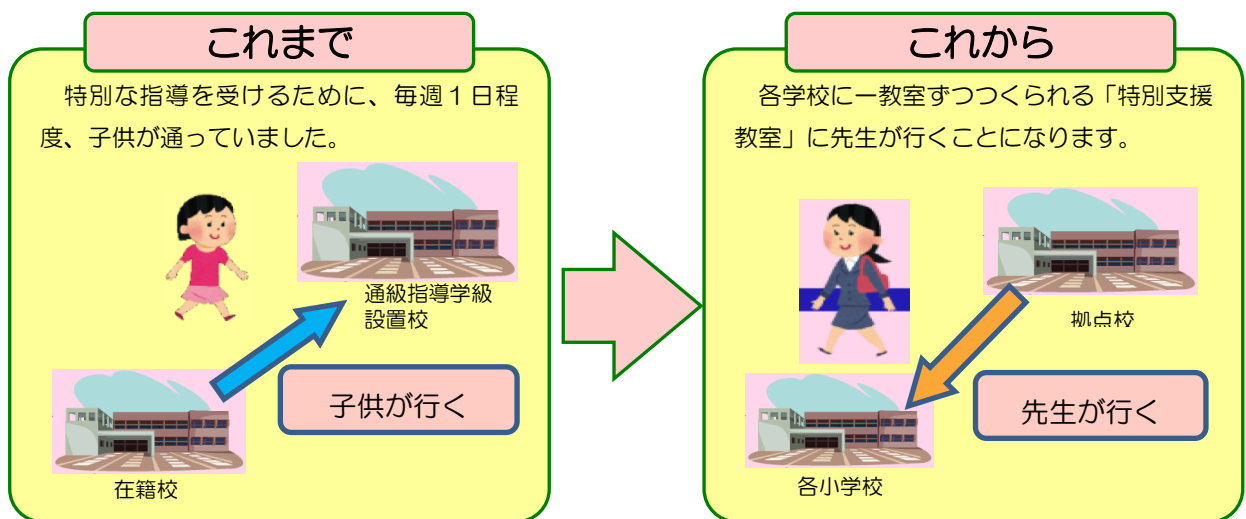 これまで
特別な指導を受けるために、毎週１日程
度、子供が通っていました。
通級指導学級
設置校
子供が行く
在籍校
これから
各学校に一教室ずつつくられる「特別支援
教室」に先生が行くことになります。
拠点校
先生が行く
各小学校